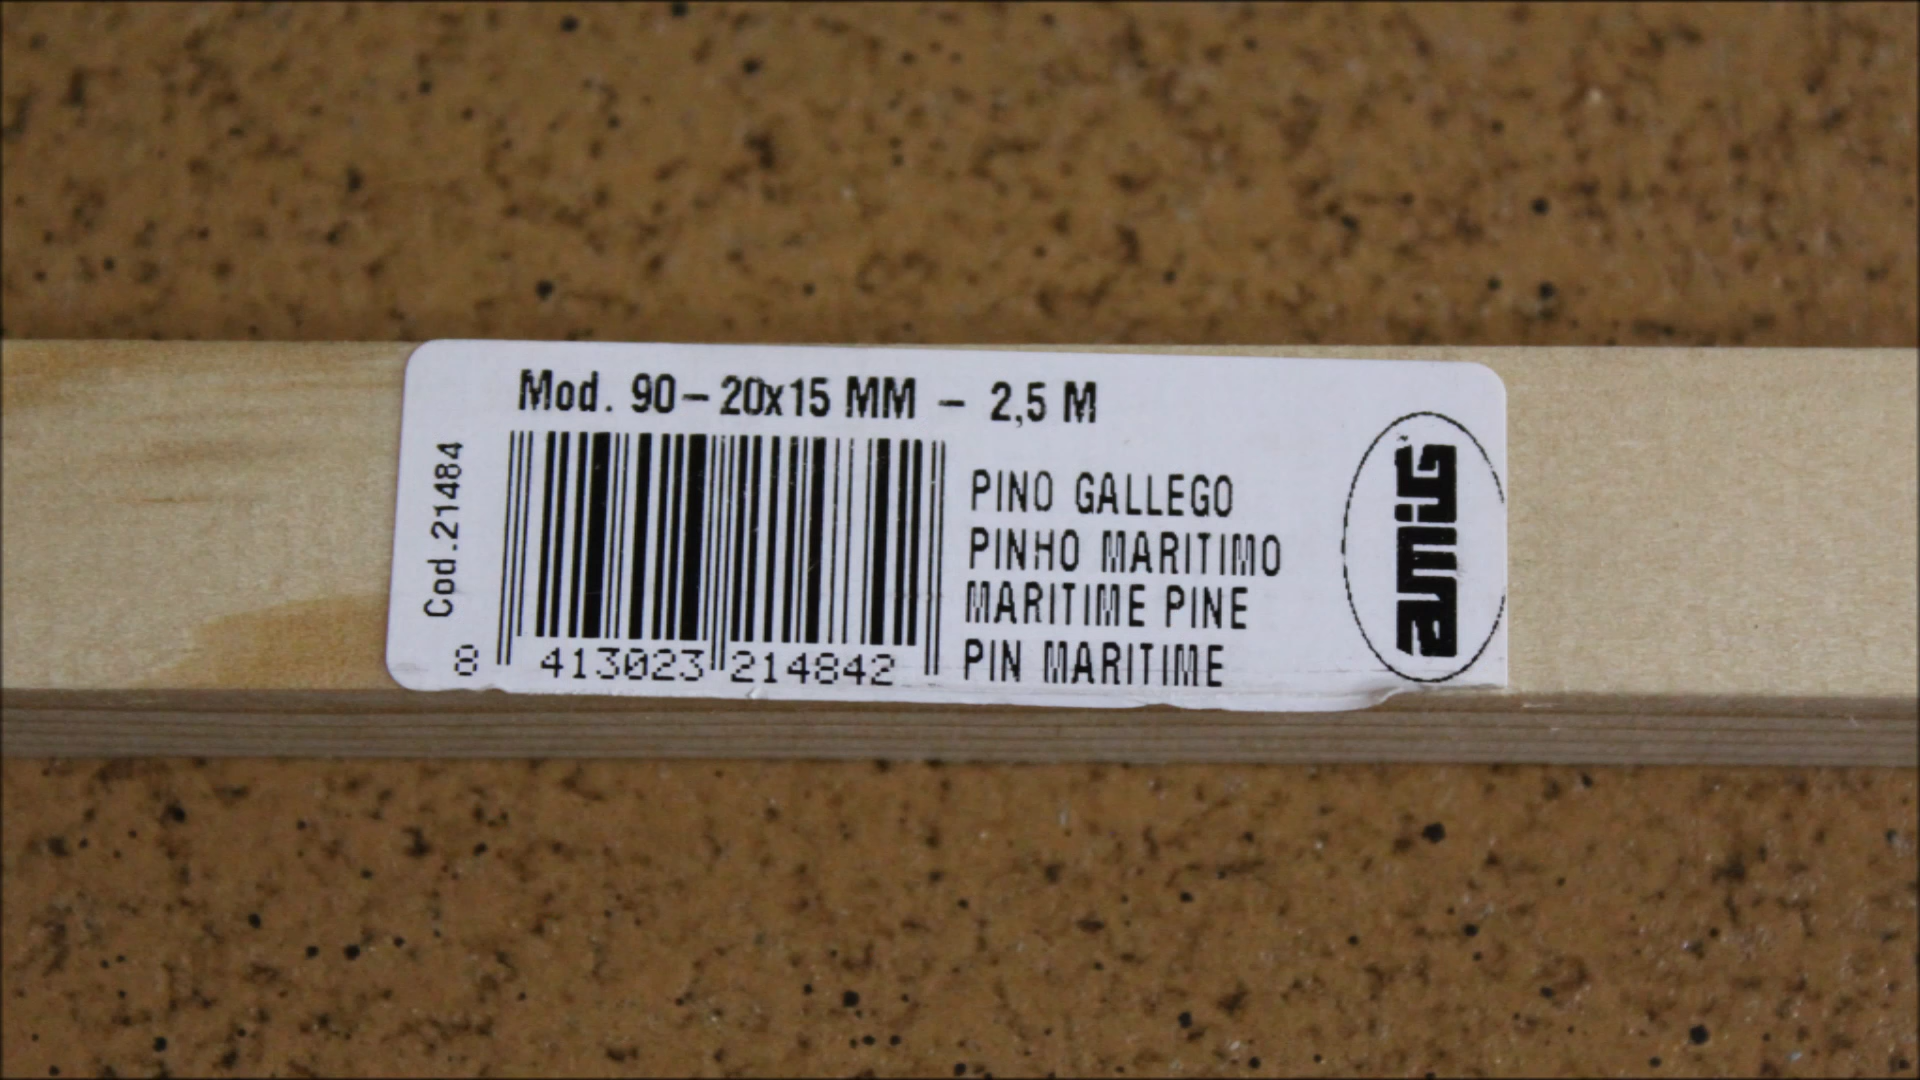 Mod. 90-20x15 MM - 2,5 M
Cod.21484
8 413023 214842
PINO GALLEGO
PINHO MARITIMO
MARITIME PINE
PIN MARITIME
amig